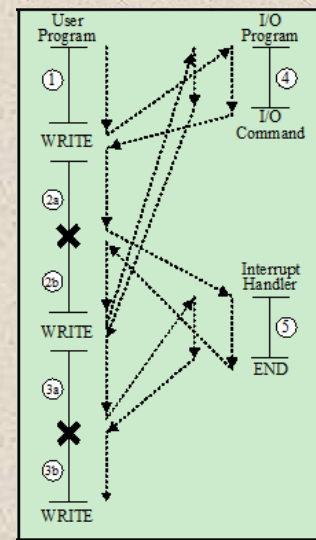 User
Program
1
WRITE
2a
2b
WRITE
3a
3b
WRITE
I/O
Program
4
I/O
Command
Interrupt
Handler
5
END